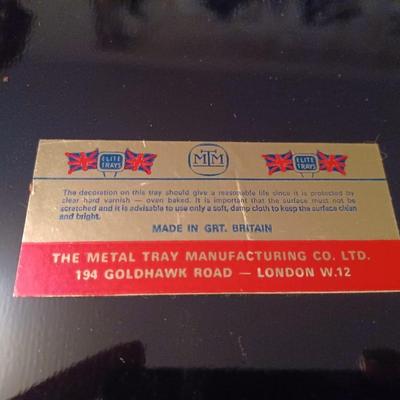 ELITE TRAYS
MTM
ELITE TRAYS
The decoration on this tray should give a reasonable life since it is protected by
clear hard varnish — oven baked. It is important that the surface must not be
scratched and it is advisable to use only a soft, damp cloth to keep the surface clean
and bright.
MADE IN GRT. BRITAIN
THE METAL TRAY MANUFACTURING CO. LTD.
194 GOLDHAWK ROAD — LONDON W.12